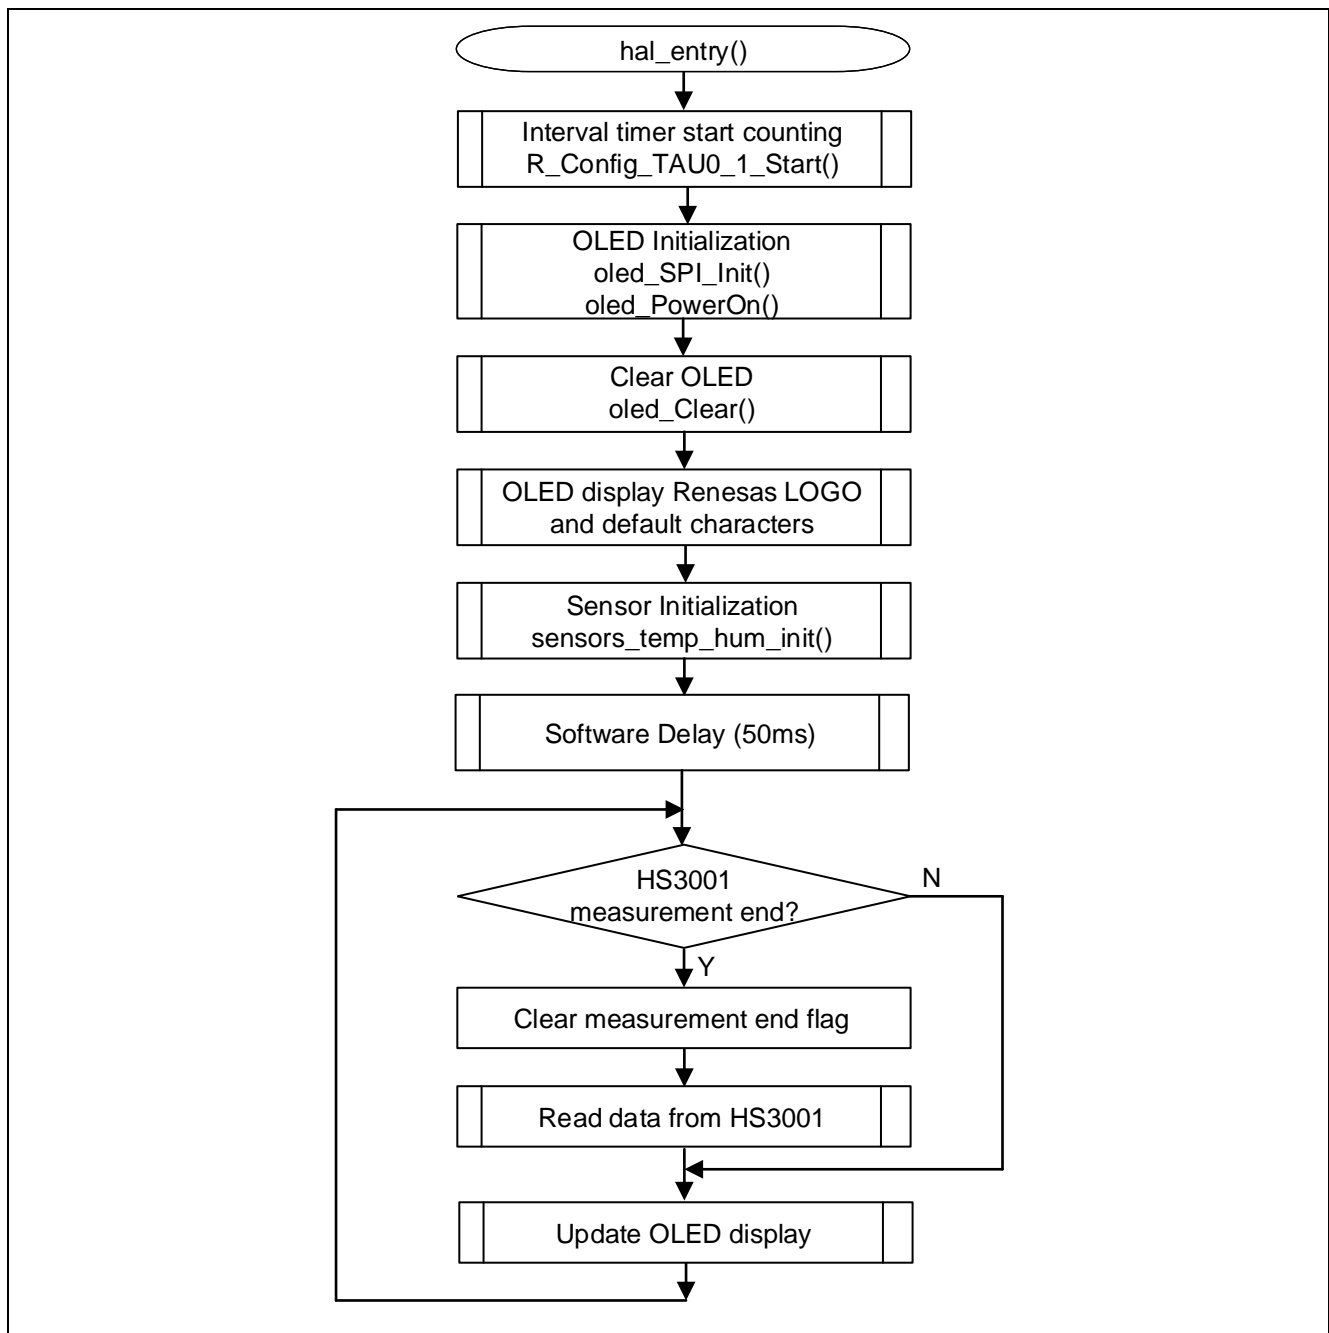 hal_entry()
Interval timer start counting
R_Config_TAU0_1_Start()
OLED Initialization
oled_SPI_Init()
oled_PowerOn()
Clear OLED
oled_Clear()
OLED display Renesas LOGO
and default characters
Sensor Initialization
sensors_temp_hum_init()
Software Delay (50ms)
HS3001
measurement end?
N
Y
Clear measurement end flag
Read data from HS3001
Update OLED display